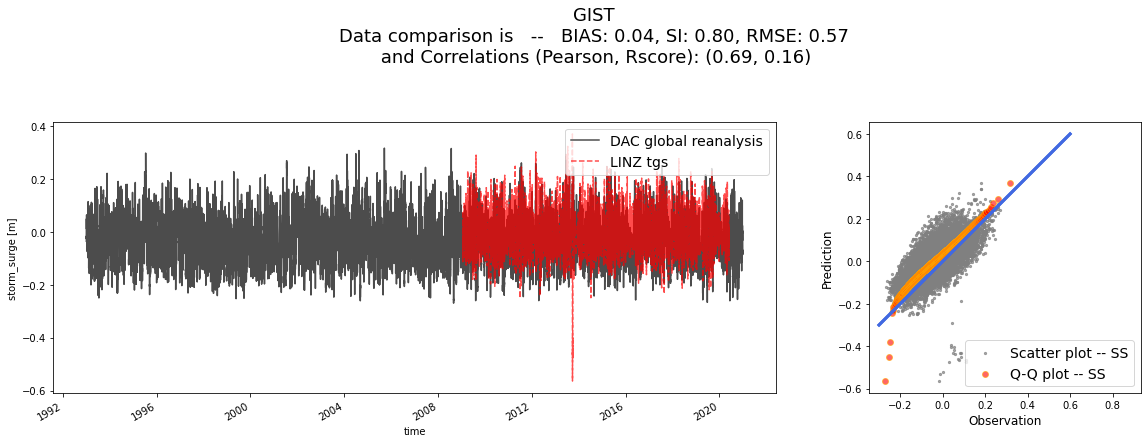 GIST
Data comparison is -- BIAS: 0.04, SI: 0.80, RMSE: 0.57
and Correlations (Pearson, Rscore): (0.69, 0.16)
storm_surge [m]
0.4
0.2
0.0
−0.2
−0.4
−0.6
DAC global reanalysis
LINZ tgs
1992
1996
2000
2004
2008
2012
2016
2020
time
Prediction
0.6
0.4
0.2
0.0
−0.2
−0.4
−0.6
Scatter plot -- SS
Q-Q plot -- SS
−0.2 0.0 0.2 0.4 0.6 0.8
Observation